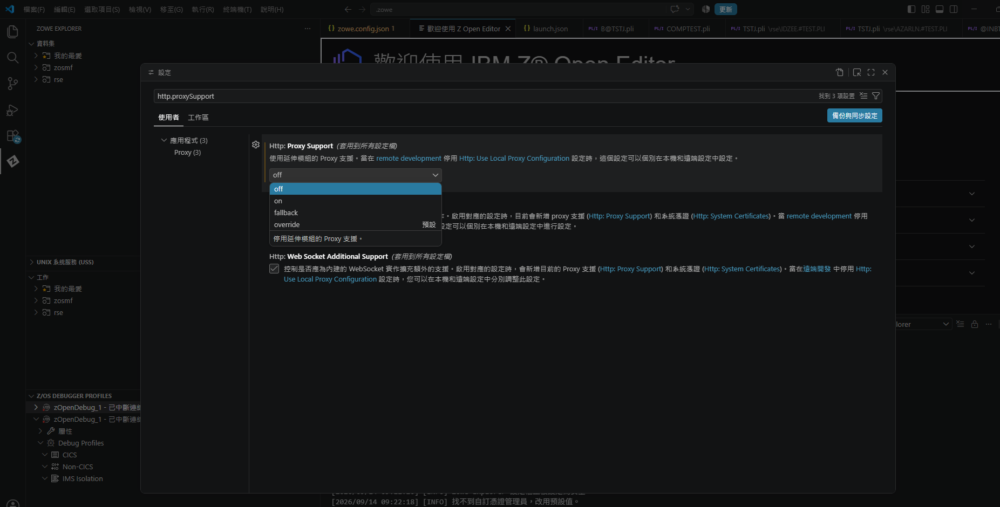 檔案(F) 編輯(E) 選取項目(S) 檢視(V) 移至(G) 執行(R) 終端機(T) 說明(H)
.zowe
更新
ZOWE EXPLORER
zowe.config.json 1
歡迎使用 Z Open Editor
launch.json
PL/I B@TSTJ.pli
PL/I COMPTEST.pli
PL/I TSTJ.pli \rse\IDZEE.#TEST.PLI
PL/I TSTJ.pli \rse\AZARLN.#TEST.PLI
PL/I @INBT
資料集
我的最愛
zosmf
rse
歡迎使用 IBM Z® Open Editor
設定
http.proxySupport
找到 3 項設置
使用者
工作區
備份與同步設定
應用程式 (3)
Proxy (3)
Http: Proxy Support (套用到所有設定檔)
使用延伸模組的 Proxy 支援。當在 remote development 停用 Http: Use Local Proxy Configuration 設定時，這個設定可以個別在本機和遠端設定中設定。
off
off
on
fallback
override 預設
停用延伸模組的 Proxy 支援。
。啟用對應的設定時，目前會新增 proxy 支援 (Http: Proxy Support) 和系統憑證 (Http: System Certificates)。當 remote development 停用
設定可以個別在本機和遠端設定中進行設定。
Http: Web Socket Additional Support (套用到所有設定檔)
控制是否應為內建的 WebSocket 實作擴充額外的支援。啟用對應的設定時，會新增目前的 Proxy 支援 (Http: Proxy Support) 和系統憑證 (Http: System Certificates)。當在遠端開發 中停用 Http:
Use Local Proxy Configuration 設定時，您可以在本機和遠端設定中分別調整此設定。
UNIX 系統服務 (USS)
工作
我的最愛
zosmf
rse
lorer
Z/OS DEBUGGER PROFILES
zOpenDebug_1 - 已中斷連線
zOpenDebug_1 - 已中斷連線
屬性
Debug Profiles
CICS
Non-CICS
IMS Isolation
[2026/09/14 09:22:18] [INFO] 找不到自訂憑證管理員，改用預設值。